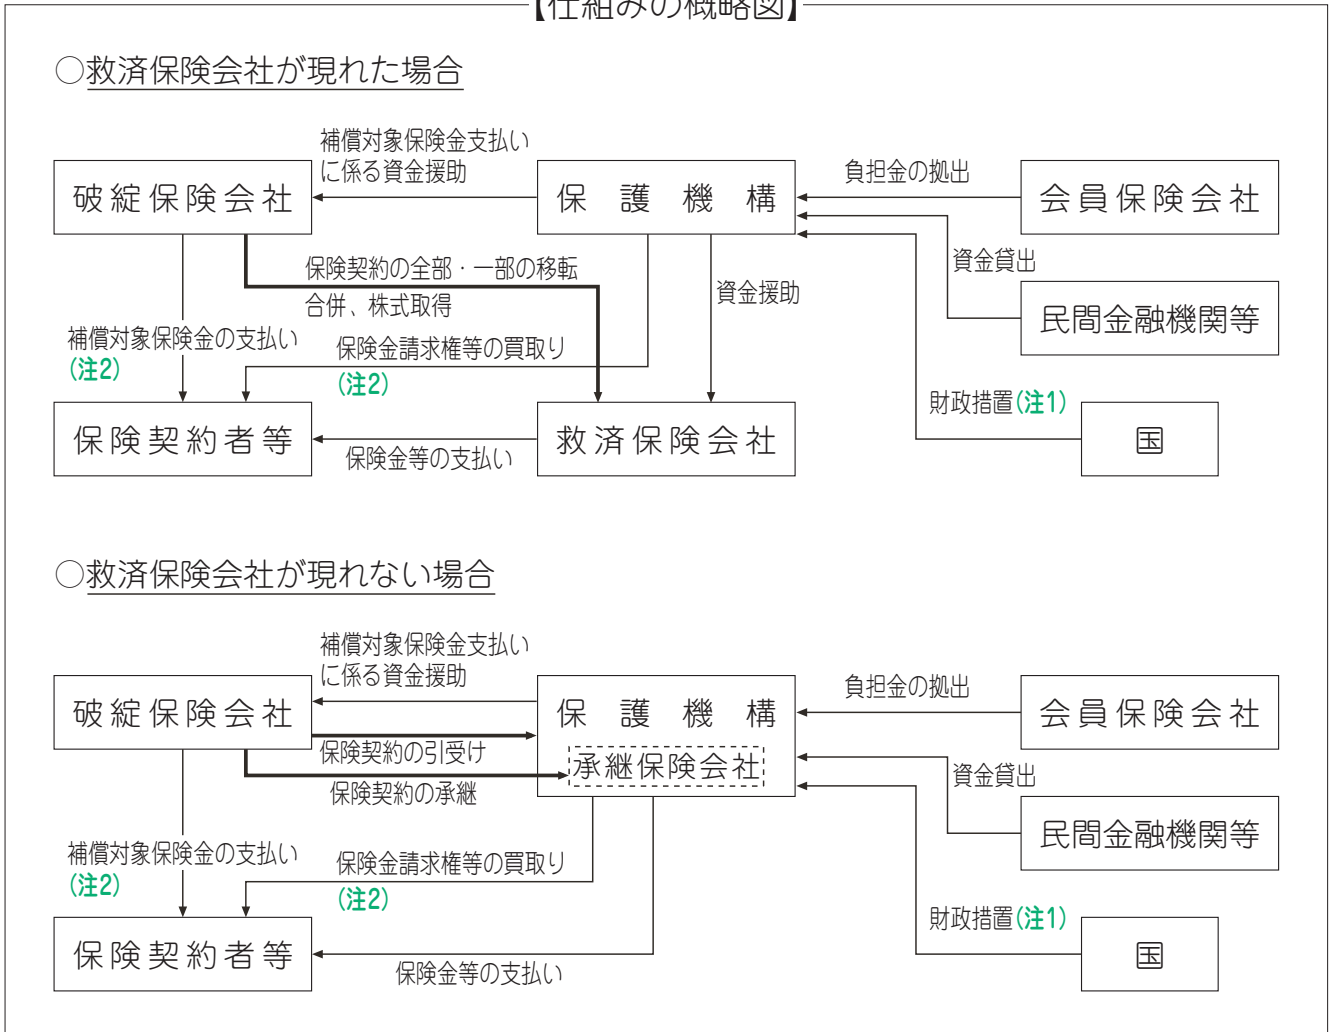 【仕組みの概略図】
○救済保険会社が現れた場合
補償対象保険金支払い
に係る資金援助
破綻保険会社
保護機構
負担金の拠出
会員保険会社
保険契約の全部・一部の移転
合併、株式取得
資金援助
資金貸出
民間金融機関等
補償対象保険金の支払い
(注2)
保険金請求権等の買取り
(注2)
財政措置(注1)
保険契約者等
保険金等の支払い
救済保険会社
国
○救済保険会社が現れない場合
補償対象保険金支払い
に係る資金援助
破綻保険会社
保護機構
負担金の拠出
会員保険会社
保険契約の引受け
承継保険会社
保険契約の承継
資金貸出
民間金融機関等
補償対象保険金の支払い
(注2)
保険金請求権等の買取り
(注2)
財政措置(注1)
保険契約者等
保険金等の支払い
国